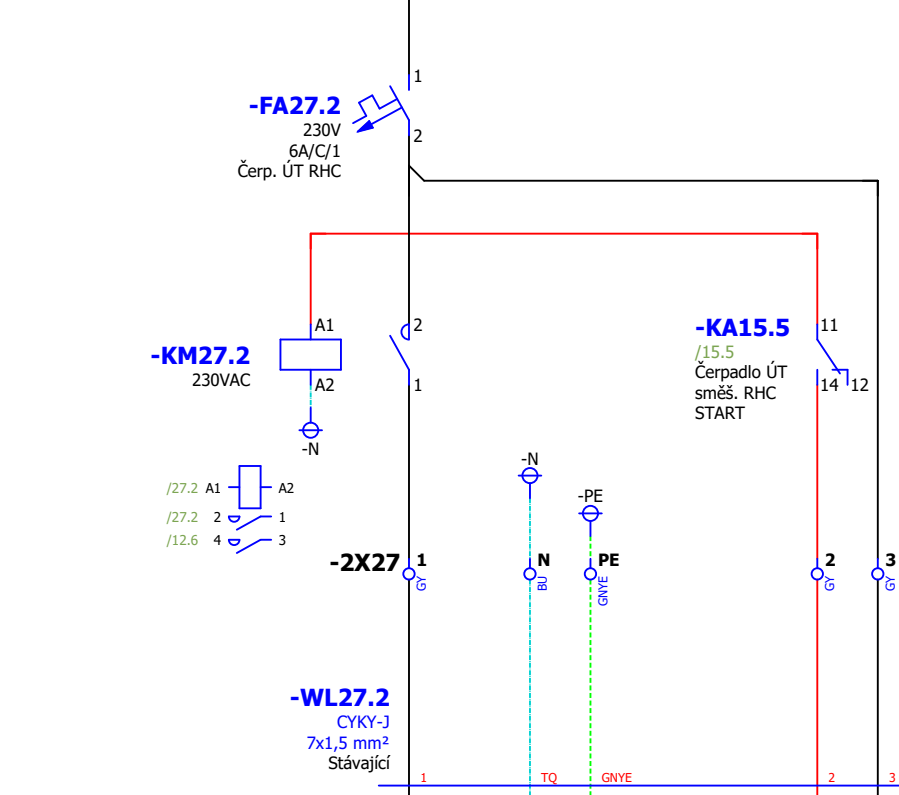 1
-FA27.2
230V
6A/C/1
Čerp. ÚT RHC
2
A1
-KM27.2
230VAC
A2
-N
2
1
-KA15.5
/15.5
Čerpadlo ÚT
směš. RHC
START
11
14
12
/27.2 A1 A2
/27.2 2 1
/12.6 4 3
-N
-PE
-2X27
1
GY
N
BU
PE
GNYE
2
GY
3
GY
-WL27.2
CYKY-J
7x1,5 mm²
Stávající
1
TQ
GNYE
2
3